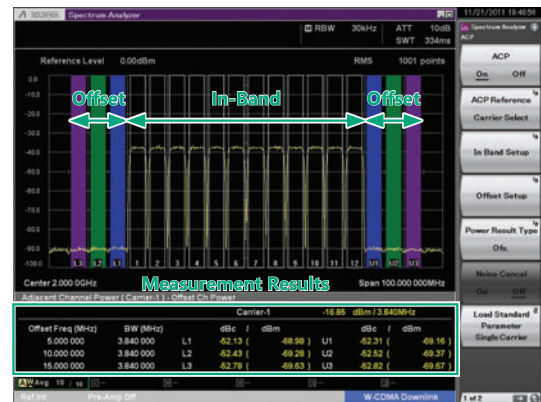 MS2690A Spectrum Analyzer
11/21/2011 19:48:56
RBW 30kHz ATT 10dB
SWT 334ms
Reference Level 0.00dBm RMS 1001 points
0.0
-10.0
-20.0
-30.0
-40.0
-50.0
-60.0
-70.0
-80.0
-90.0
-100.0
Offset In-Band Offset
L3 L2 L1 1 2 3 4 5 6 7 8 9 10 11 12 U1 U2 U3
Center 2.000 0GHz Span 100.000 000MHz
Measurement Results
Adjacent Channel Power ( Carrier-1 ) - Offset Ch Power
Carrier-1 -16.85 dBm / 3.840MHz
Offset Freq (MHz) BW (MHz) dBc / dBm dBc / dBm
5.000 000 3.840 000 L1 -52.13 ( -68.98 ) U1 -52.31 ( -69.16 )
10.000 000 3.840 000 L2 -52.43 ( -69.28 ) U2 -52.52 ( -69.37 )
15.000 000 3.840 000 L3 -52.78 ( -69.63 ) U3 -52.82 ( -69.67 )
Avg 10 / 10
Ref.Int Pre-Amp Off W-CDMA Downlink
Spectrum Analyzer
ACP
ACP
On Off
ACP Reference
Carrier Select
In Band Setup
Offset Setup
Power Result Type
Ofs.
Noise Cancel
On Off
Load Standard
Parameter
Single Carrier
1 of 2